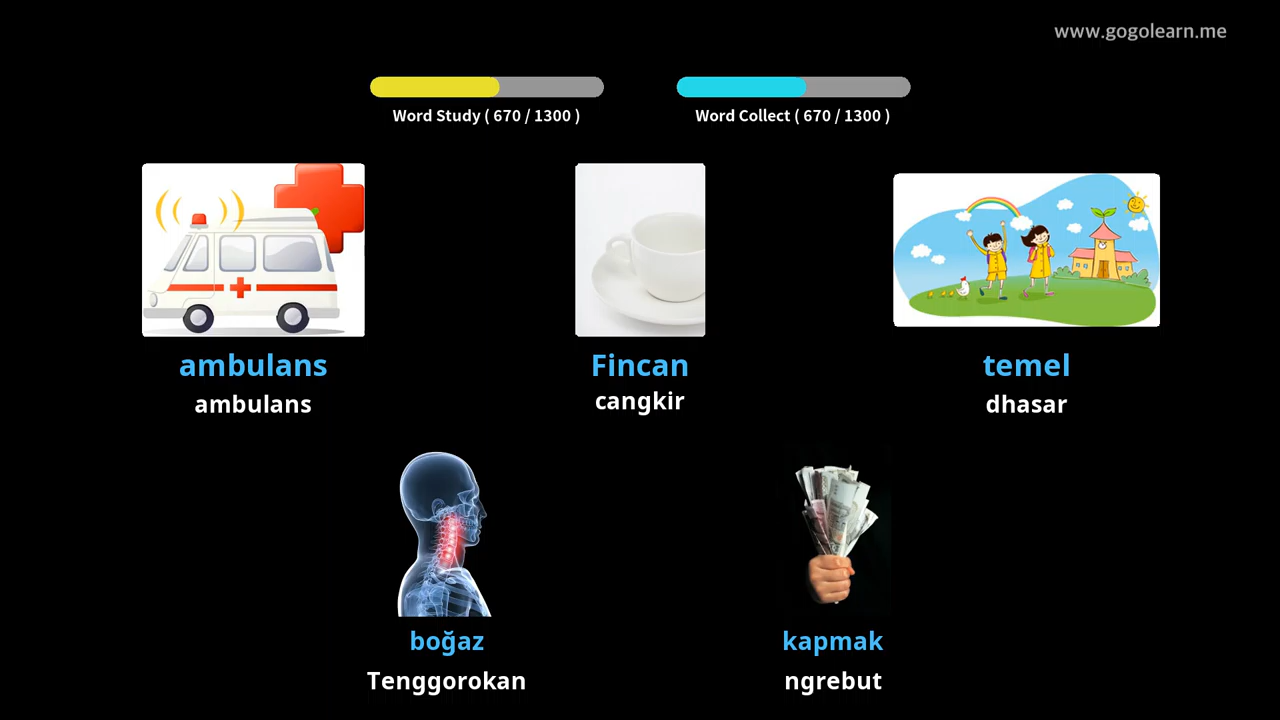 www.gogolearn.me
Word Study ( 670 / 1300 )
Word Collect ( 670 / 1300 )
ambulans
ambulans
Fincan
cangkir
temel
dhasar
boğaz
Tenggorokan
kapmak
ngrebut